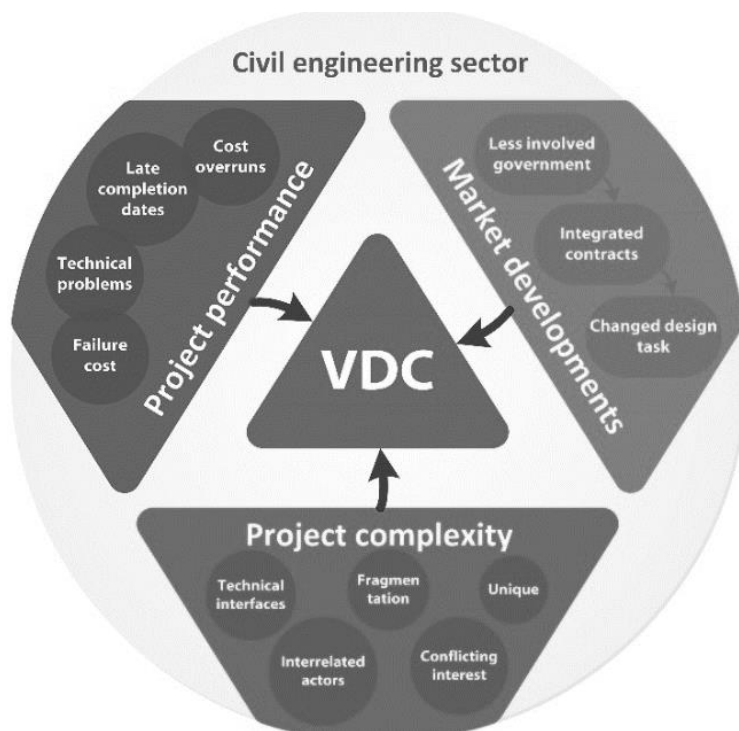 Civil engineering sector
Project performance
Cost
overruns
Late
completion
dates
Technical
problems
Failure
cost
Market developments
Less involved
government
Integrated
contracts
Changed design
task
VDC
Project complexity
Technical
interfaces
Fragmen
tation
Unique
Interrelated
actors
Conflicting
interest